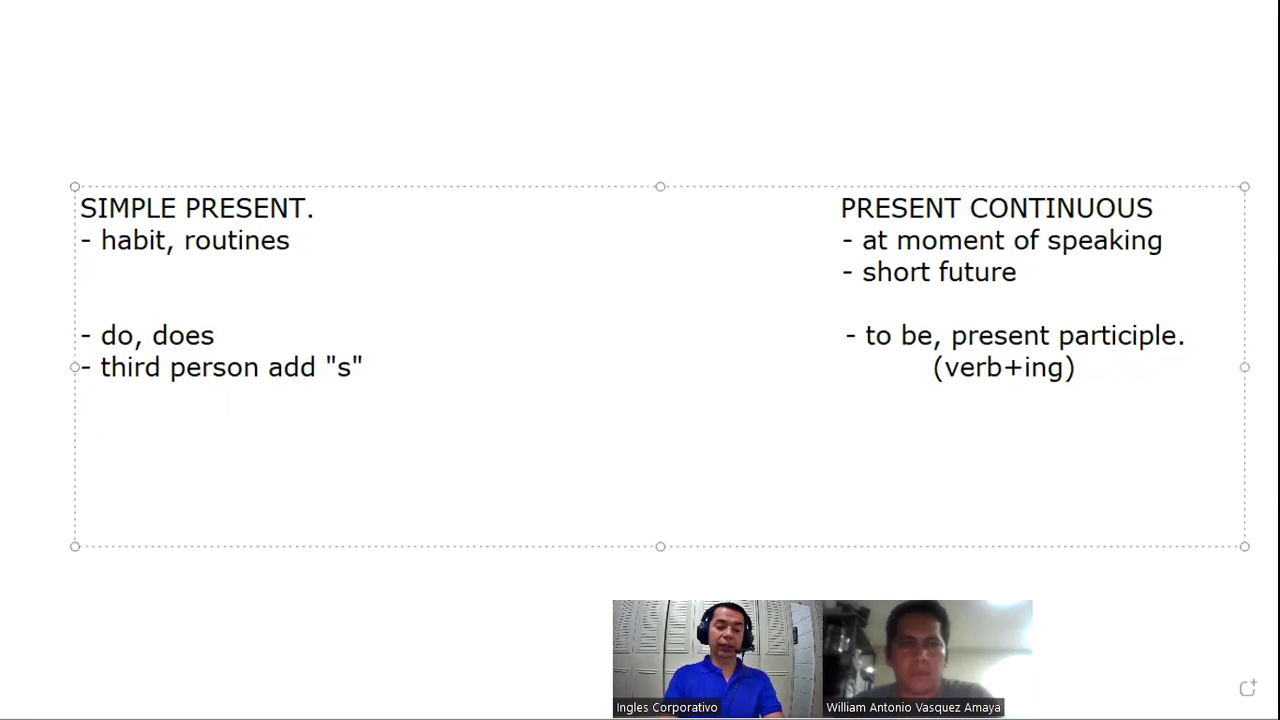 SIMPLE PRESENT.
- habit, routines
- do, does
- third person add "s"
PRESENT CONTINUOUS
- at moment of speaking
- short future
- to be, present participle.
(verb+ing)
Ingles Corporativo
William Antonio Vasquez Amaya